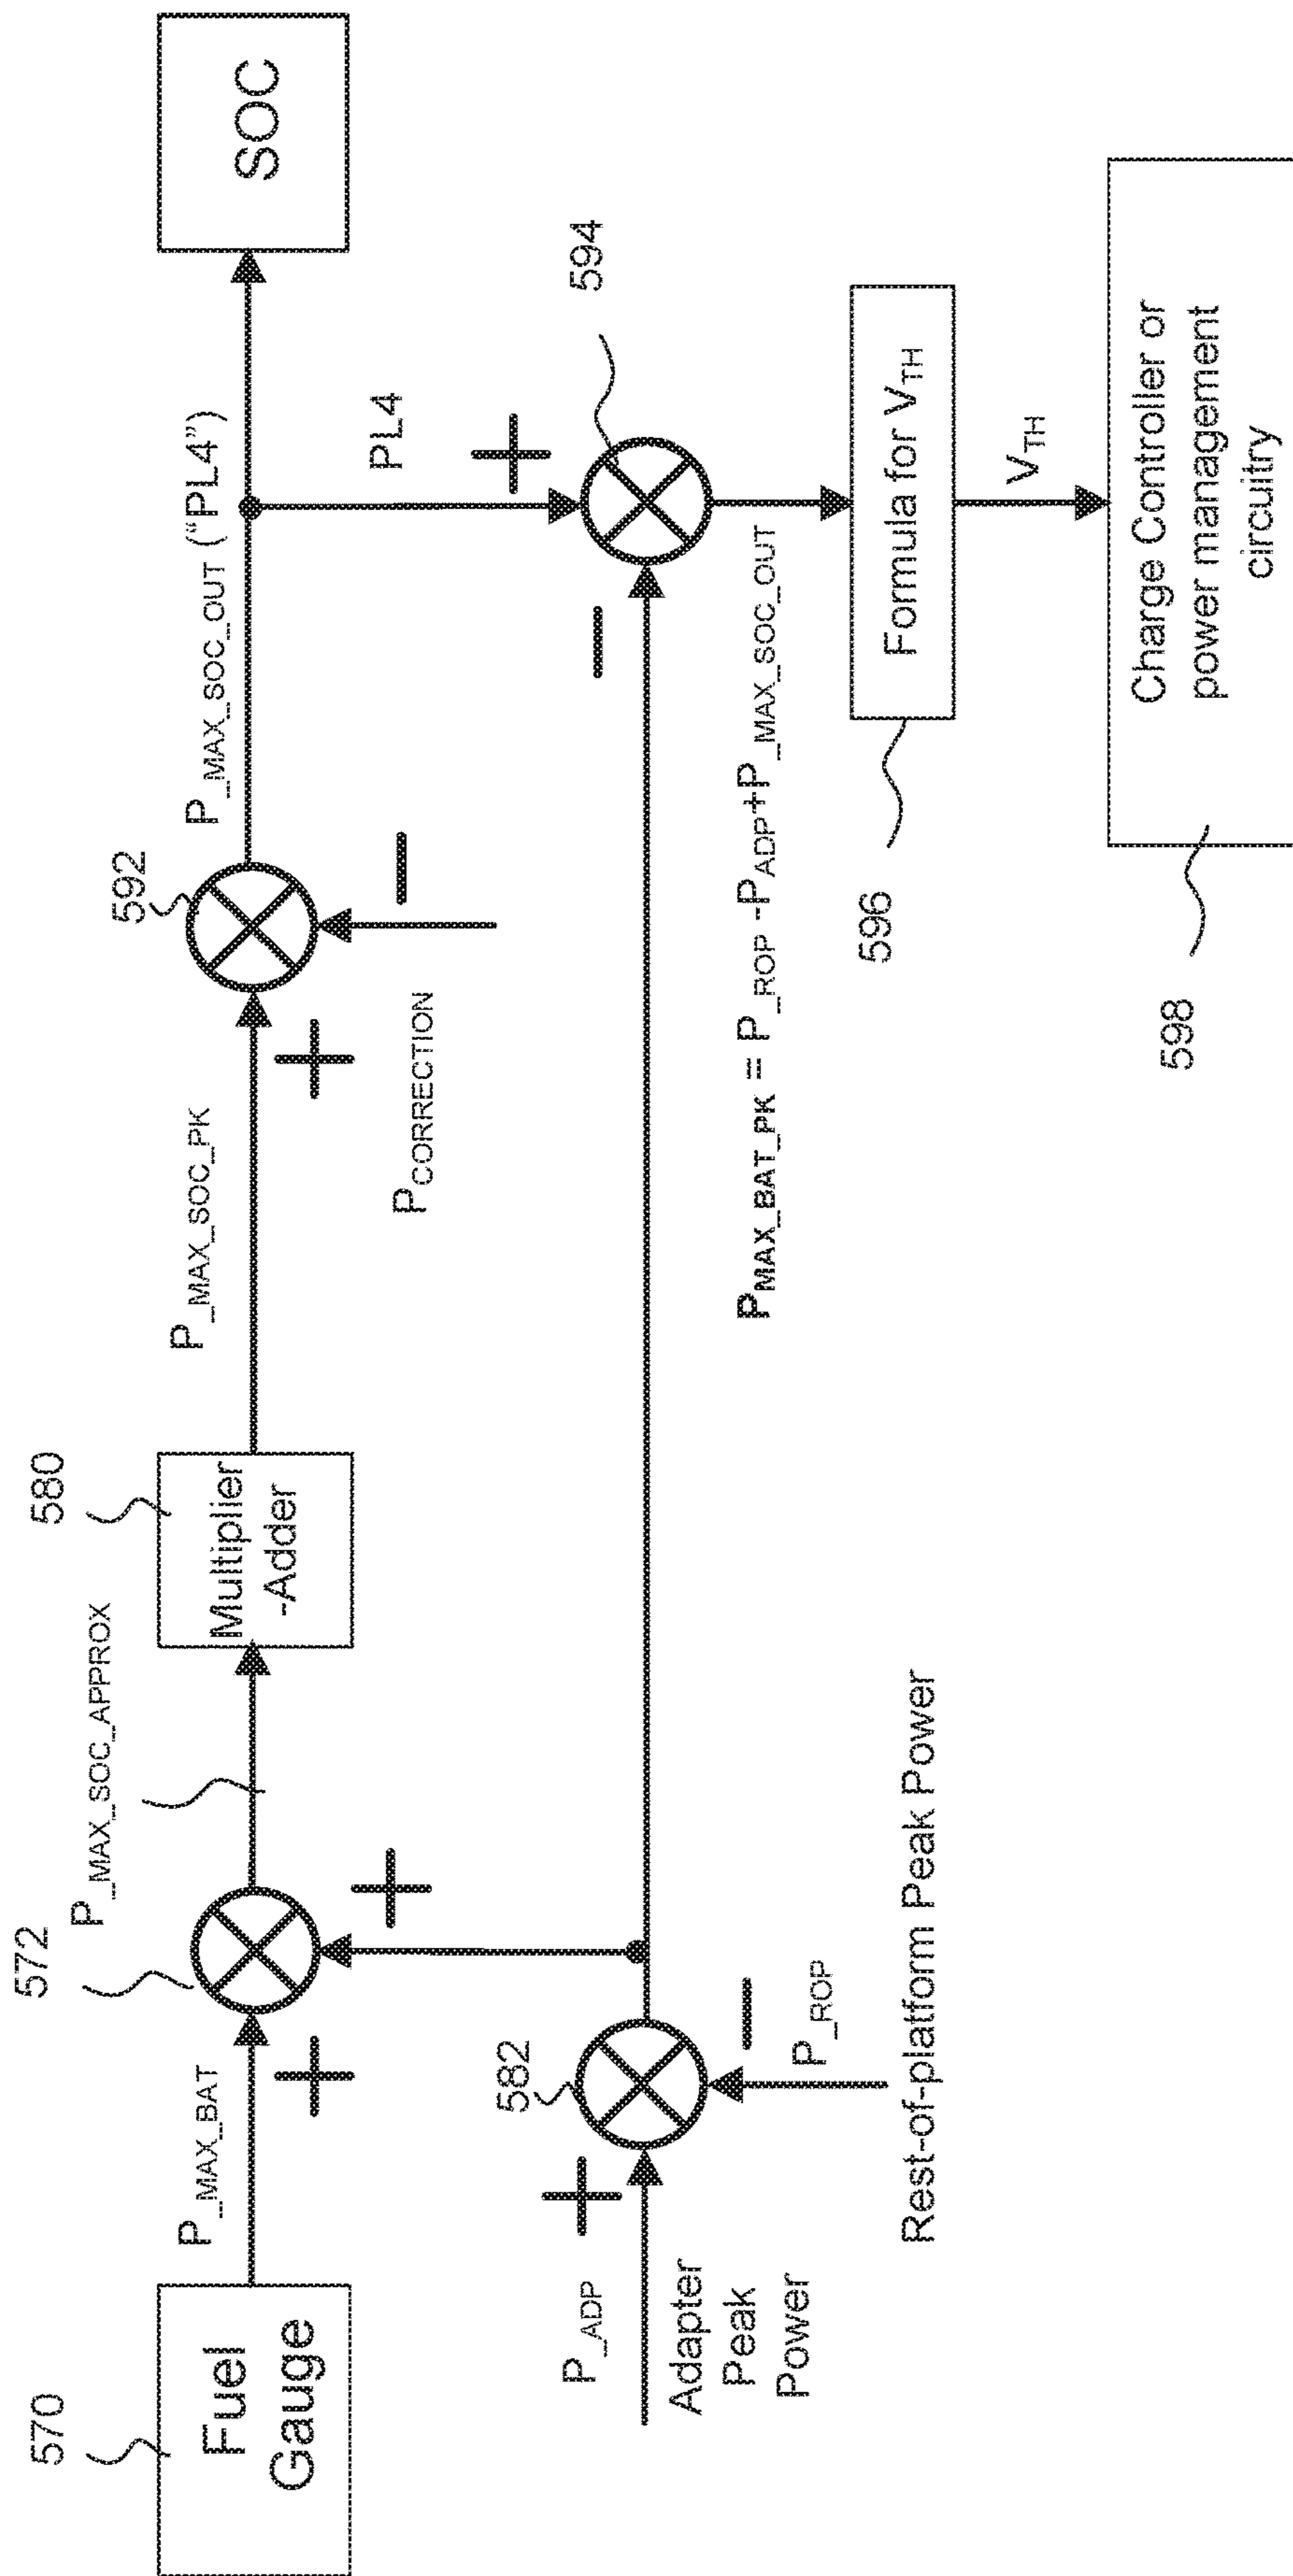 570
Fuel
Gauge
P_MAX_BAT
+
572
P_MAX_SOC_APPROX
+
580
Multiplier
-Adder
P_MAX_SOC_PK
+
592
−
P_CORRECTION
P_MAX_SOC_OUT ("PL4")
SOC
PL4
+
594
−
P_ADP
+
Adapter
Peak
Power
582
−
P_ROP
Rest-of-platform Peak Power
P_MAX_BAT_PK = P_ROP -P_ADP+P_MAX_SOC_OUT
596
Formula for V_TH
V_TH
598
Charge Controller or
power management
circuitry